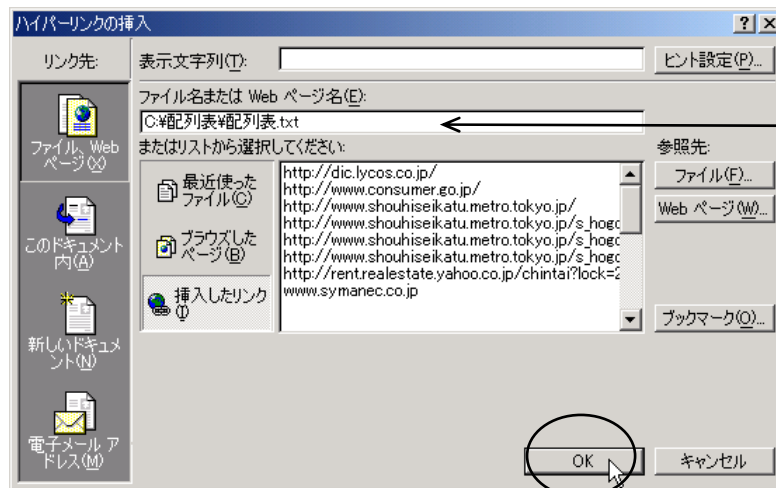 ハイパーリンクの挿入
リンク先:
表示文字列(T):
ヒント設定(P)...
ファイル名または Web ページ名(E):
C:¥配列表¥配列表.txt
またはリストから選択してください:
参照先:
ファイル、Web
ページ(X)
このドキュメント
内(A)
新しいドキュメ
ント(N)
電子メール ア
ドレス(M)
最近使った
ファイル(C)
ブラウズした
ページ(B)
挿入したリンク
(I)
http://dic.lycos.co.jp/
http://www.consumer.go.jp/
http://www.shouhiseikatu.metro.tokyo.jp/
http://www.shouhiseikatu.metro.tokyo.jp/s_hogo
http://www.shouhiseikatu.metro.tokyo.jp/s_hogo
http://www.shouhiseikatu.metro.tokyo.jp/s_hogo
http://rent.realestate.yahoo.co.jp/chintai?lock=2
www.symanec.co.jp
ファイル(F)...
Web ページ(W)...
ブックマーク(O)...
OK
キャンセル